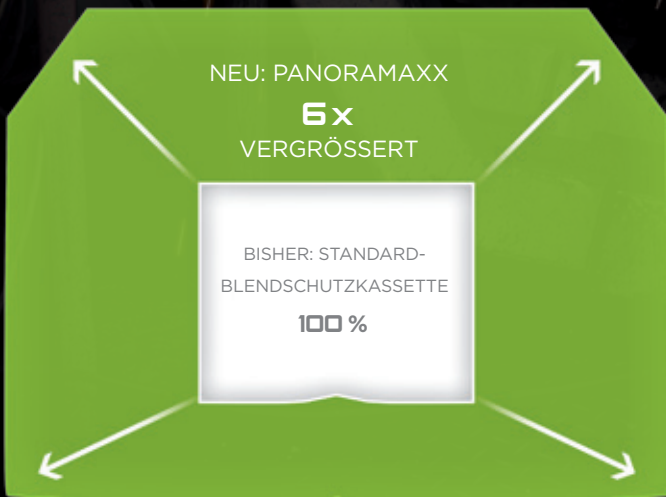 NEU: PANORAMAXX
6x
VERGRÖSSERT
BISHER: STANDARD-
BLENDSCHUTZKASSETTE
100 %